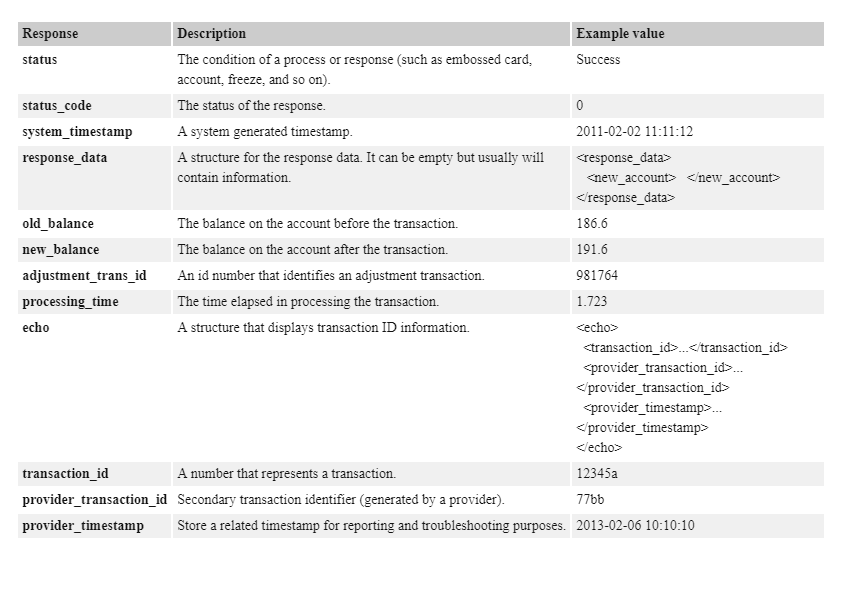 Response Description Example value
status The condition of a process or response (such as embossed card, Success
account, freeze, and so on).
status_code The status of the response. 0
system_timestamp A system generated timestamp. 2011-02-02 11:11:12
response_data A structure for the response data. It can be empty but usually will <response_data>
contain information. <new_account> </new_account>
</response_data>
old_balance The balance on the account before the transaction. 186.6
new_balance The balance on the account after the transaction. 191.6
adjustment_trans_id An id number that identifies an adjustment transaction. 981764
processing_time The time elapsed in processing the transaction. 1.723
echo A structure that displays transaction ID information. <echo>
<transaction_id>...</transaction_id>
<provider_transaction_id>...
</provider_transaction_id>
<provider_timestamp>...
</provider_timestamp>
</echo>
transaction_id A number that represents a transaction. 12345a
provider_transaction_id Secondary transaction identifier (generated by a provider). 77bb
provider_timestamp Store a related timestamp for reporting and troubleshooting purposes. 2013-02-06 10:10:10